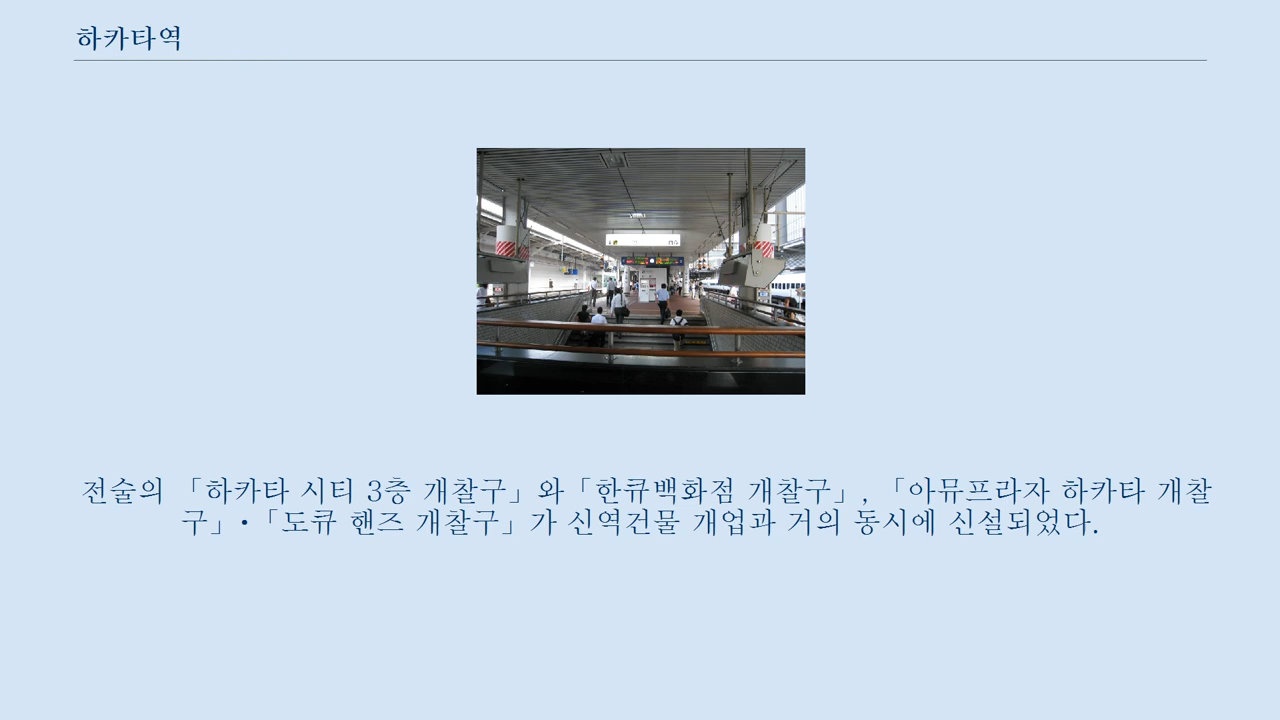 하카타역
전술의 「하카타 시티 3층 개찰구」와「한큐백화점 개찰구」, 「아뮤프라자 하카타 개찰
구」·「도큐 핸즈 개찰구」가 신역건물 개업과 거의 동시에 신설되었다.